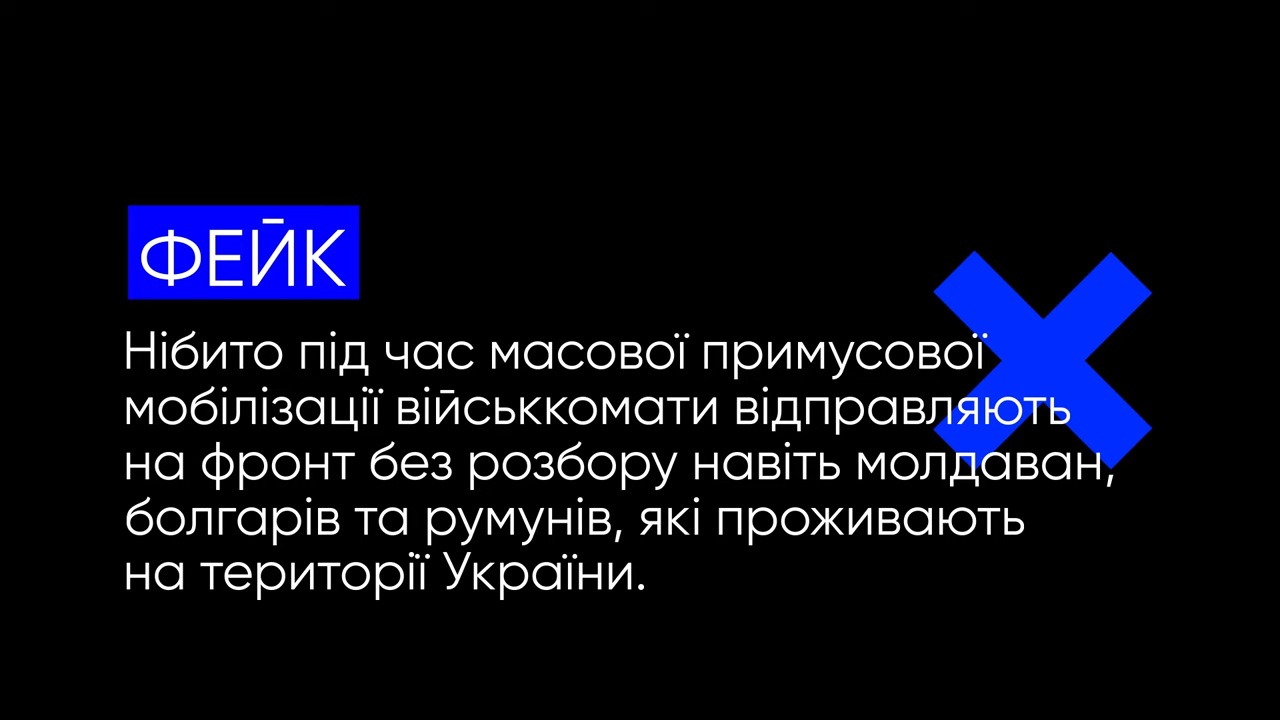 ФЕЙК
Нібито під час масової примусової
мобілізації військкомати відправляють
на фронт без розбору навіть молдаван,
болгарів та румунів, які проживають
на території України.